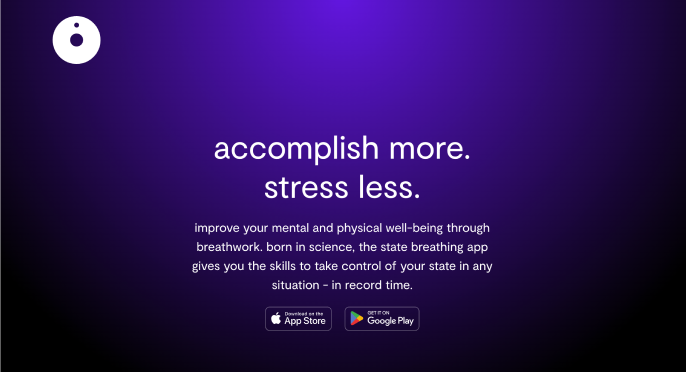 accomplish more.
stress less.
improve your mental and physical well-being through
breathwork. born in science, the state breathing app
gives you the skills to take control of your state in any
situation - in record time.
Download on the
App Store
GET IT ON
Google Play